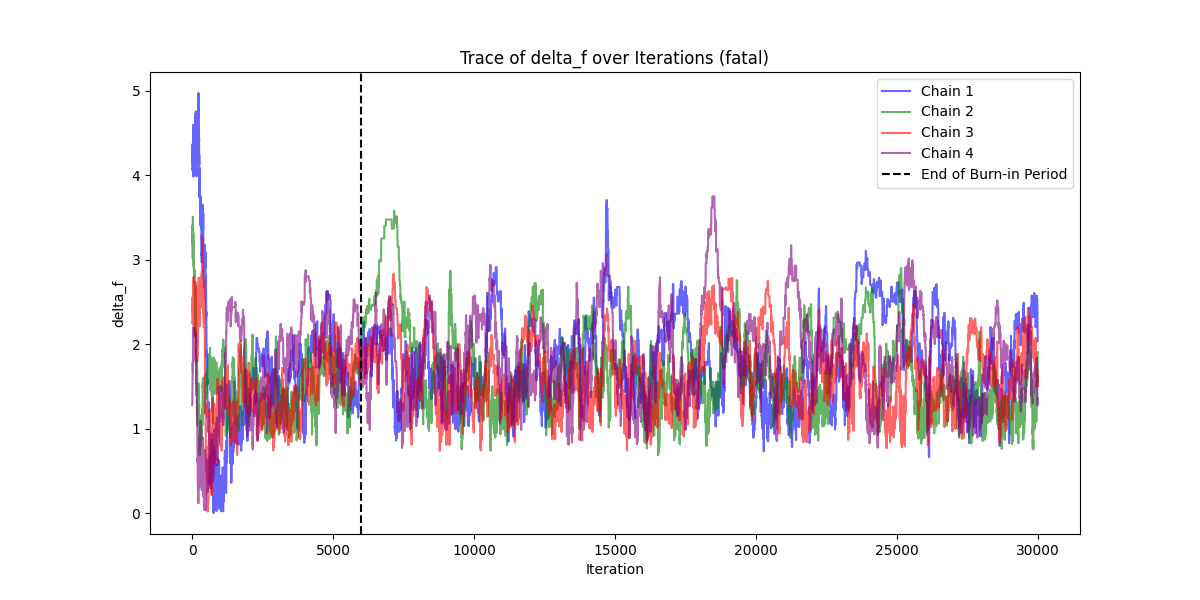 Trace of delta_f over Iterations (fatal)
Chain 1
Chain 2
Chain 3
Chain 4
End of Burn-in Period
delta_f
5
4
3
2
1
0
0 5000 10000 15000 20000 25000 30000
Iteration